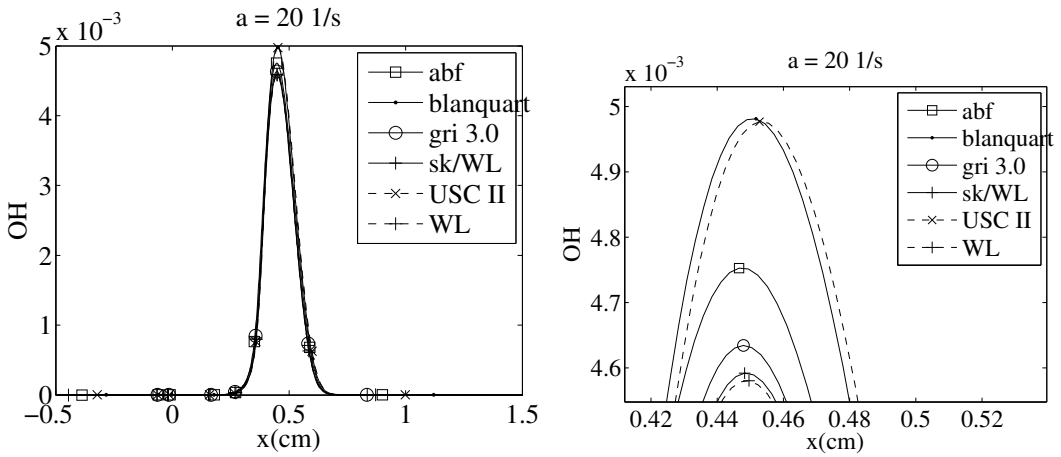 a = 20 1/s
x 10⁻³
5
4
3
2
1
0
OH
−0.5 0 0.5 1 1.5
x(cm)
abf
blanquart
gri 3.0
sk/WL
USC II
WL
a = 20 1/s
x 10⁻³
5
4.9
4.8
4.7
4.6
OH
0.42 0.44 0.46 0.48 0.5 0.52
x(cm)
abf
blanquart
gri 3.0
sk/WL
USC II
WL